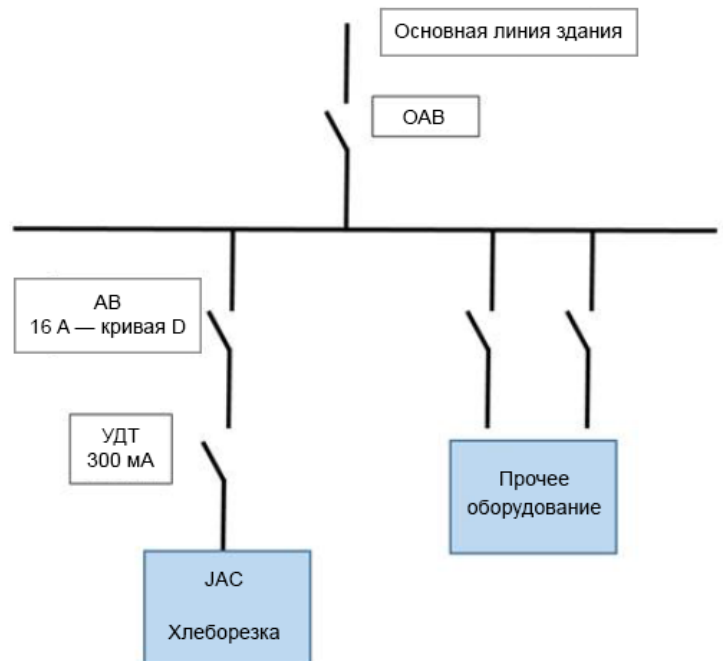 Основная линия здания
ОАВ
АВ
16 А — кривая D
УДТ
300 мА
Прочее
оборудование
JAC
Хлеборезка